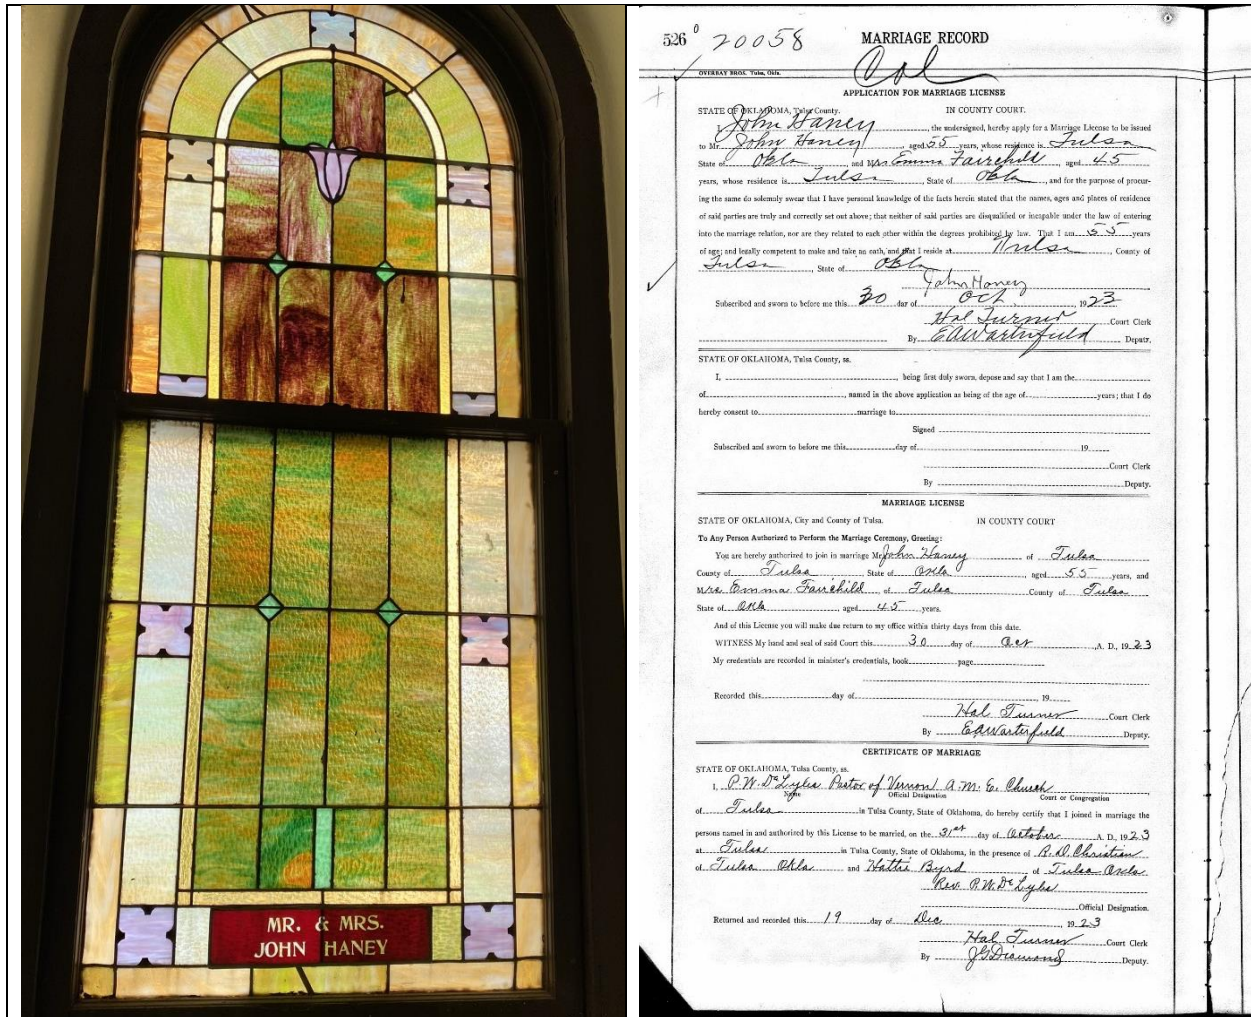 MR. & MRS.
JOHN HANEY
526
20058
MARRIAGE RECORD
OVERBAY BROS. Tulsa, Okla.
Col
APPLICATION FOR MARRIAGE LICENSE
STATE OF OKLAHOMA, Tulsa County. IN COUNTY COURT.
I, John Haney, the undersigned, hereby apply for a Marriage License to be issued
to Mr. John Haney, aged 55 years, whose residence is Tulsa
State of Okla, and Mrs Emma Fairchild aged 45
years, whose residence is Tulsa, State of Okla, and for the purpose of procur-
ing the same do solemnly swear that I have personal knowledge of the facts herein stated that the names, ages and places of residence
of said parties are truly and correctly set out above; that neither of said parties are disqualified or incapable under the law of entering
into the marriage relation, nor are they related to each other within the degrees prohibited by law. That I am 55 years
of age; and legally competent to make and take an oath, and that I reside at Tulsa, County of
Tulsa, State of Okla
John Haney
Subscribed and sworn to before me this 30 day of Oct. 1923
Hal Turner Court Clerk
By EAWarterfield Deputy.
STATE OF OKLAHOMA, Tulsa County, ss.
I, , being first duly sworn, depose and say that I am the
of , named in the above application as being of the age of years; that I do
hereby consent to marriage to
Signed
Subscribed and sworn to before me this day of 19
Court Clerk
By Deputy.
MARRIAGE LICENSE
STATE OF OKLAHOMA, City and County of Tulsa. IN COUNTY COURT
To Any Person Authorized to Perform the Marriage Ceremony, Greeting:
You are hereby authorized to join in marriage Mr John Haney of Tulsa
County of Tulsa State of Okla, aged 55 years, and
Mrs. Emma Fairchild of Tulsa County of Tulsa
State of Okla aged 45 years.
And of this License you will make due return to my office within thirty days from this date.
WITNESS My hand and seal of said Court this 30 day of Oct, A. D., 1923
My credentials are recorded in minister's credentials, book page
Recorded this day of , 19
Hal Turner Court Clerk
By EAWarterfield Deputy.
CERTIFICATE OF MARRIAGE
STATE OF OKLAHOMA, Tulsa County, ss.
I, P.W. DeLyles Pastor of Vernon A.M.E. Church
Name Official Designation Court or Congregation
of Tulsa in Tulsa County, State of Oklahoma, do hereby certify that I joined in marriage the
persons named in and authorized by this License to be married, on the 31st day of October A. D., 1923
at Tulsa in Tulsa County, State of Oklahoma, in the presence of R.D. Christian
of Tulsa Okla and Hattie Byrd of Tulsa Okla
Rev. P.W. DeLyles
Official Designation.
Returned and recorded this 19 day of Dec 1923
Hal Turner Court Clerk
By JGDiamond Deputy.